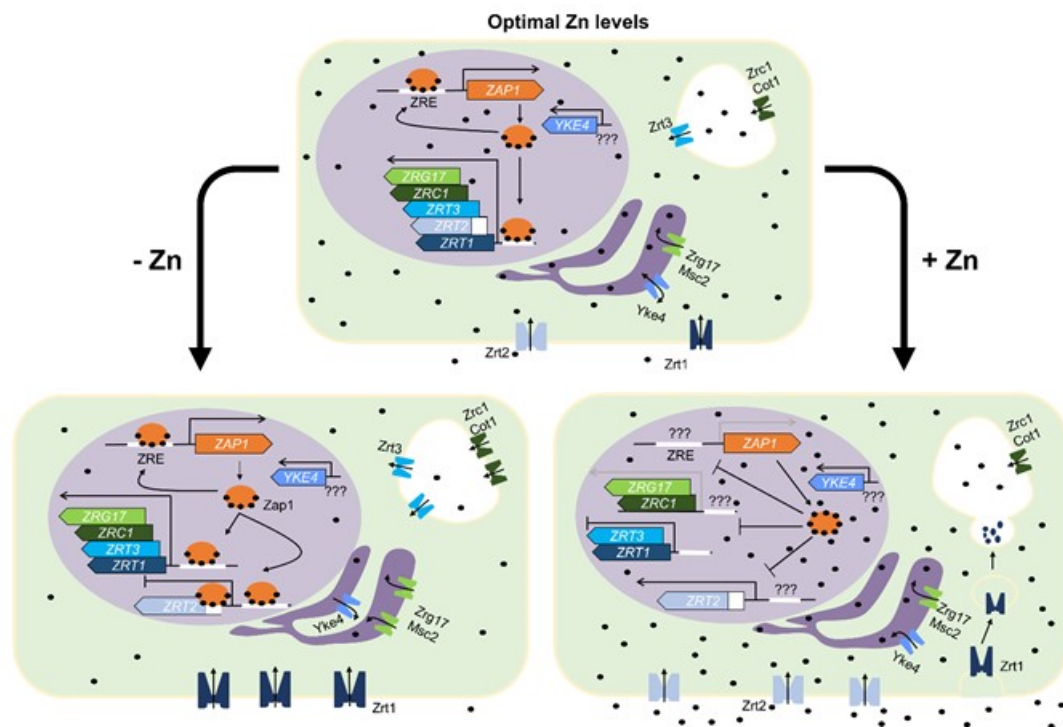 Optimal Zn levels
ZRE
ZAP1
YKE4
???
ZRG17
ZRC1
ZRT3
ZRT2
ZRT1
Zrc1
Cot1
Zrt3
Zrg17
Msc2
Yke4
Zrt2
Zrt1
- Zn
+ Zn
ZRE
ZAP1
YKE4
???
Zap1
ZRG17
ZRC1
ZRT3
ZRT1
ZRT2
Zrc1
Cot1
Zrt3
Yke4
Zrg17
Msc2
Zrt1
???
ZRE
ZAP1
YKE4
???
ZRG17
ZRC1
???
ZRT3
ZRT1
???
ZRT2
Zrc1
Cot1
Zrg17
Msc2
Yke4
Zrt1
Zrt2